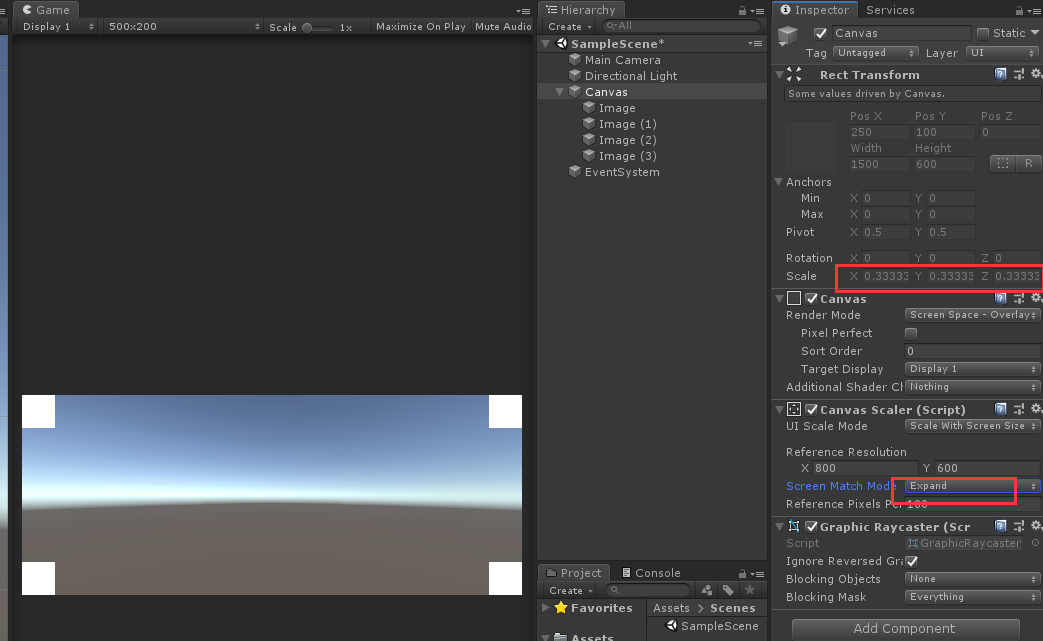 Game
Display 1 500x200 Scale 1x Maximize On Play Mute Audio
Hierarchy
Create All
SampleScene*
Main Camera
Directional Light
Canvas
Image
Image (1)
Image (2)
Image (3)
EventSystem
Project Console
Create
Favorites
Assets
Assets Scenes
SampleScene
Inspector Services
Canvas Static
Tag Untagged Layer UI
Rect Transform
Some values driven by Canvas.
Pos X Pos Y Pos Z
250 100 0
Width Height
1500 600
R
Anchors
Min X 0 Y 0
Max X 0 Y 0
Pivot X 0.5 Y 0.5
Rotation X 0 Y 0 Z 0
Scale X 0.33333 Y 0.33333 Z 0.33333
Canvas
Render Mode Screen Space - Overlay
Pixel Perfect
Sort Order 0
Target Display Display 1
Additional Shader Ch Nothing
Canvas Scaler (Script)
UI Scale Mode Scale With Screen Size
Reference Resolution
X 800 Y 600
Screen Match Mode Expand
Reference Pixels Per 100
Graphic Raycaster (Scr
Script GraphicRaycaster
Ignore Reversed Gra
Blocking Objects None
Blocking Mask Everything
Add Component